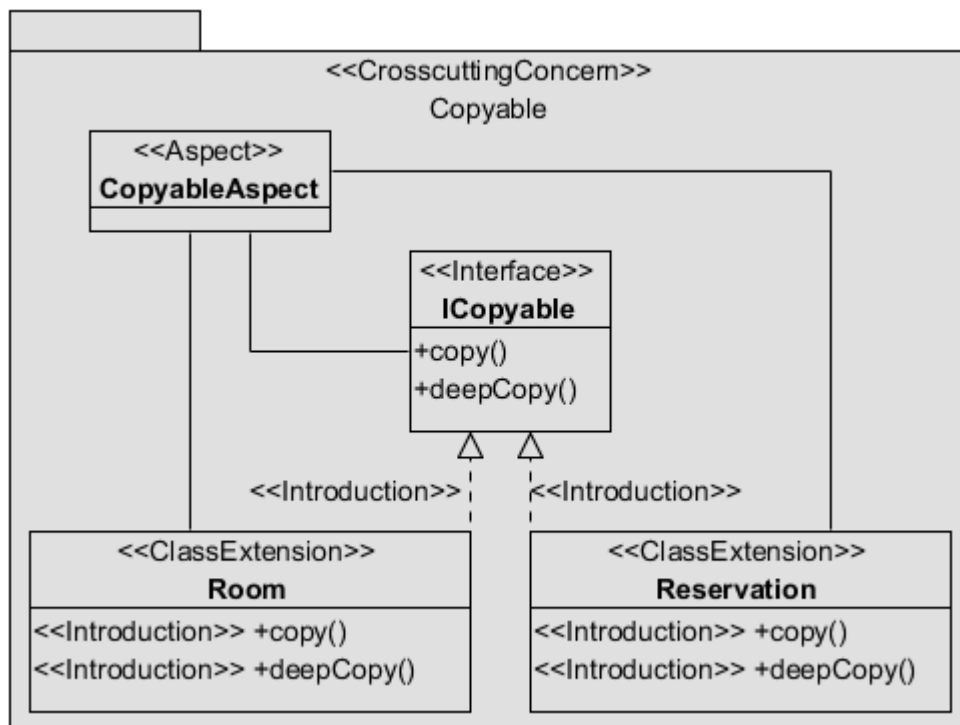 <<CrosscuttingConcern>>
Copyable
<<Aspect>>
CopyableAspect
<<Interface>>
ICopyable
+copy()
+deepCopy()
<<Introduction>>
<<Introduction>>
<<ClassExtension>>
Room
<<Introduction>> +copy()
<<Introduction>> +deepCopy()
<<ClassExtension>>
Reservation
<<Introduction>> +copy()
<<Introduction>> +deepCopy()